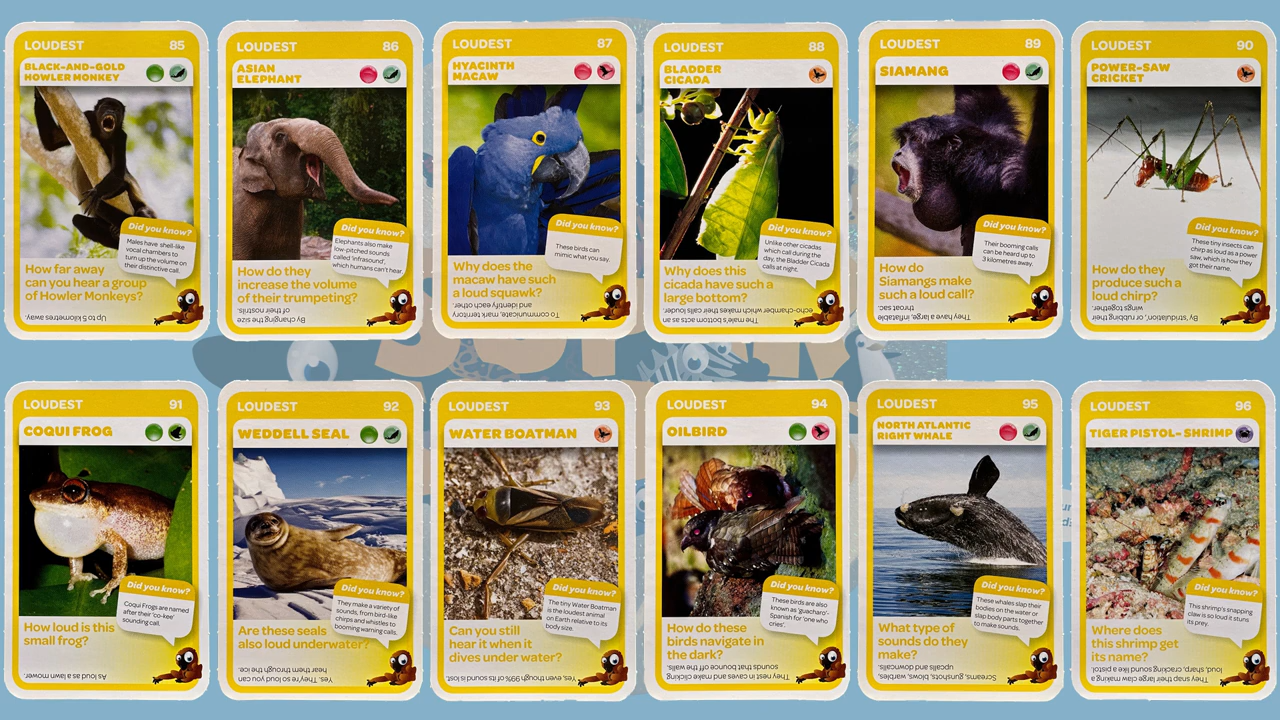 LOUDEST 85
BLACK-AND-GOLD
HOWLER MONKEY
Did you know?
Males have shell-like
vocal chambers to
turn up the volume on
their distinctive call.
How far away
can you hear a group
of Howler Monkeys?
Up to 5 kilometres away.
LOUDEST 86
ASIAN
ELEPHANT
Did you know?
Elephants also make
low-pitched sounds
called 'infrasound',
which humans can't hear.
How do they
increase the volume
of their trumpeting?
By changing the size
of their nostrils.
LOUDEST 87
HYACINTH
MACAW
Did you know?
These birds can
mimic what you say.
Why does the
macaw have such
a loud squawk?
To communicate, mark territory
and identify each other.
LOUDEST 88
BLADDER
CICADA
Did you know?
Unlike other cicadas
which call during the
day, the Bladder Cicada
calls at night.
Why does this
cicada have such a
large bottom?
The male's bottom acts as an
echo-chamber which makes their calls louder.
LOUDEST 89
SIAMANG
Did you know?
Their booming calls
can be heard up to
3 kilometres away.
How do
Siamangs make
such a loud call?
They have a large, inflatable
throat sac.
LOUDEST 90
POWER-SAW
CRICKET
Did you know?
These tiny insects can
chirp as loud as a power
saw, which is how they
got their name.
How do they
produce such a
loud chirp?
By 'stridulation', or rubbing their
wings together.
LOUDEST 91
COQUI FROG
Did you know?
Coqui Frogs are named
after their 'co-kee'
sounding call.
How loud is this
small frog?
As loud as a lawn mower.
LOUDEST 92
WEDDELL SEAL
Did you know?
They make a variety of
sounds, from bird-like
chirps and whistles to
booming warning calls.
Are these seals
also loud underwater?
Yes. They're so loud you can
hear them through the ice.
LOUDEST 93
WATER BOATMAN
Did you know?
The tiny Water Boatman
is the loudest animal
on Earth relative to its
body size.
Can you still
hear it when it
dives under water?
Yes, even though 99% of its sound is lost
LOUDEST 94
OILBIRD
Did you know?
These birds are also
known as 'guacharo'-
Spanish for 'one who
cries'.
How do these
birds navigate in
the dark?
They nest in caves and make clicking
sounds that bounce off the walls.
LOUDEST 95
NORTH ATLANTIC
RIGHT WHALE
Did you know?
These whales slap their
bodies on the water or
slap body parts together
to make sounds.
What type of
sounds do they
make?
Screams, gunshots, blows, warbles,
upcalls and downcalls.
LOUDEST 96
TIGER PISTOL-SHRIMP
Did you know?
This shrimp's snapping
claw is so loud it stuns
its prey.
Where does
this shrimp get
its name?
They snap their large claw making a
loud, sharp, cracking sound like a pistol.